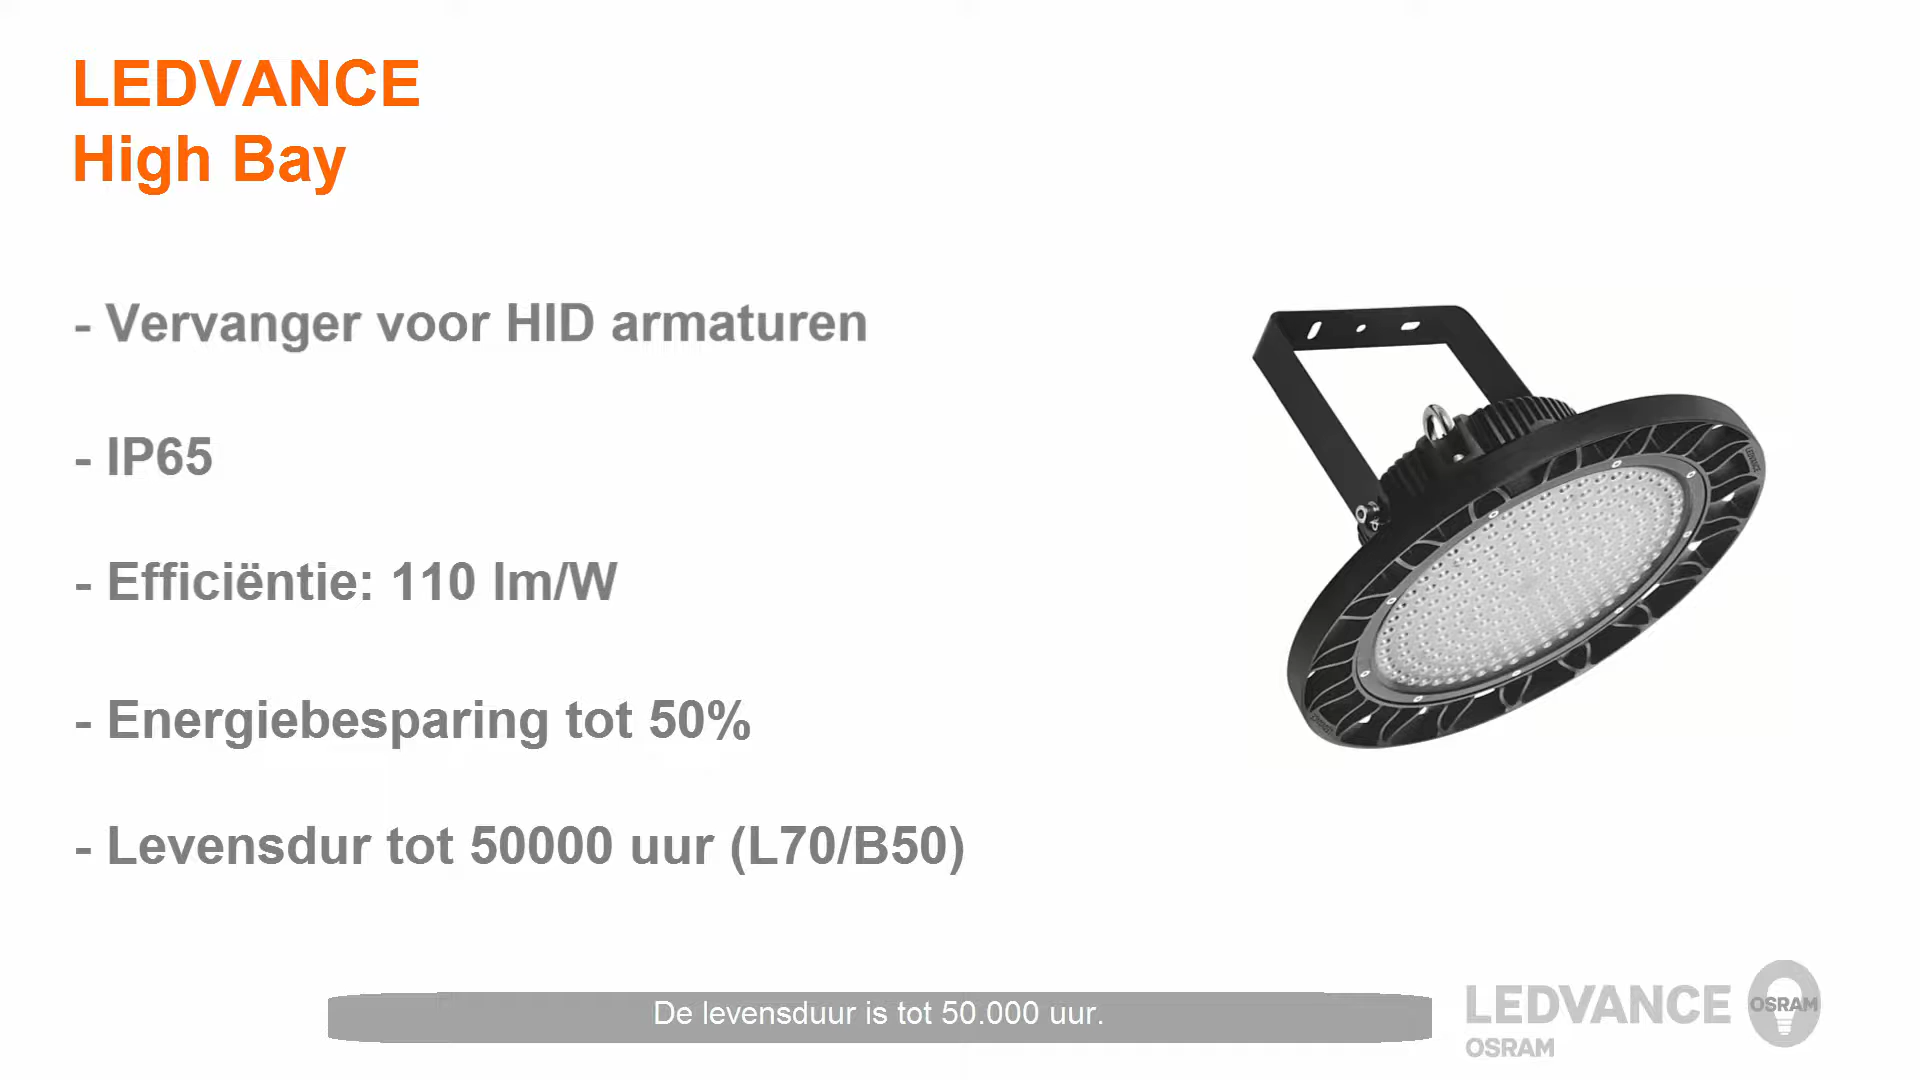 LEDVANCE
High Bay
- Vervanger voor HID armaturen
- IP65
- Efficiëntie: 110 lm/W
- Energiebesparing tot 50%
- Levensdur tot 50000 uur (L70/B50)
De levensduur is tot 50.000 uur.
LEDVANCE
OSRAM
OSRAM
LEDVANCE